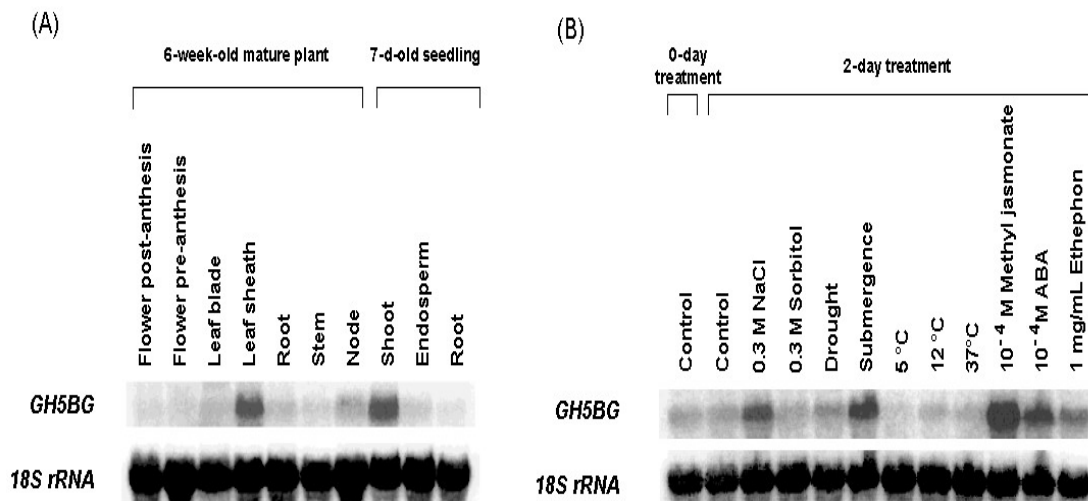 (A)
6-week-old mature plant
7-d-old seedling
Flower post-anthesis
Flower pre-anthesis
Leaf blade
Leaf sheath
Root
Stem
Node
Shoot
Endosperm
Root
GH5BG
18S rRNA
(B)
0-day
treatment
2-day treatment
Control
Control
0.3 M NaCl
0.3 M Sorbitol
Drought
Submergence
5 °C
12 °C
37°C
10⁻⁴ M Methyl jasmonate
10⁻⁴M ABA
1 mg/mL Ethephon
GH5BG
18S rRNA